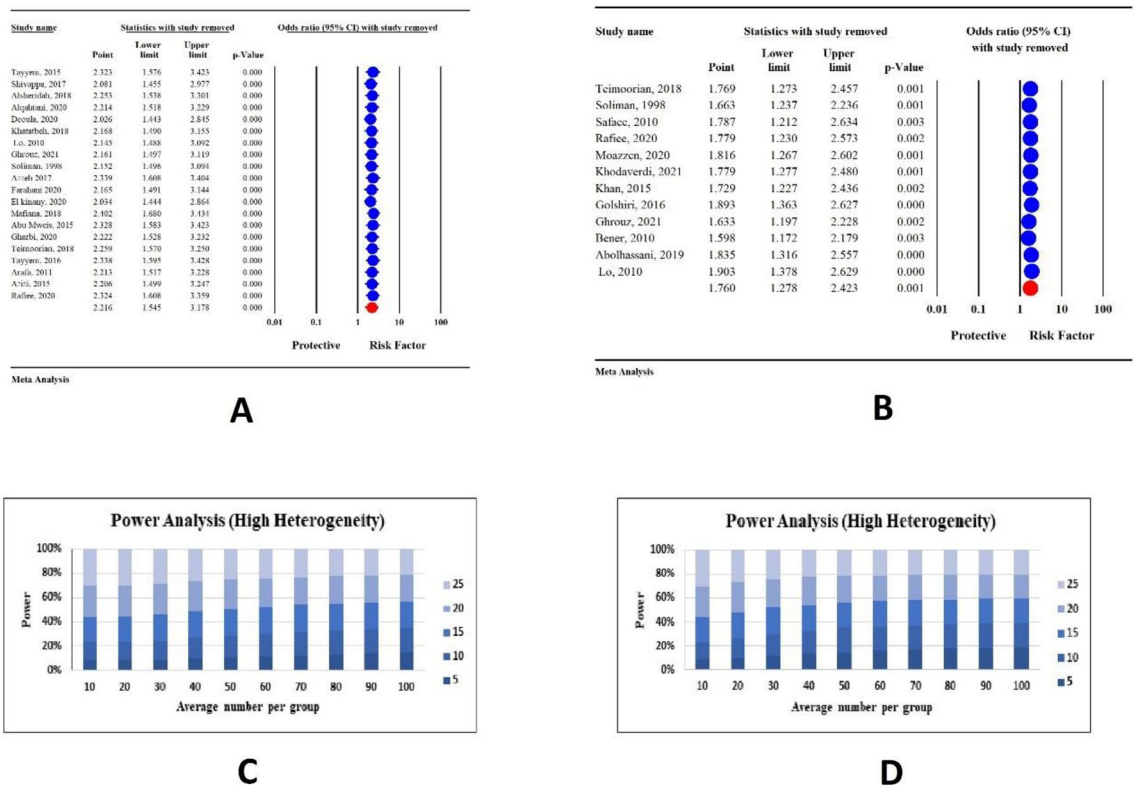 A
Study name Statistics with study removed Odds ratio (95% CI) with study removed
Lower Upper
Point limit limit p-Value
Tayyem, 2015 2.323 1.576 3.423 0.000
Shivappa, 2017 2.081 1.455 2.977 0.000
Alsheridah, 2018 2.253 1.538 3.301 0.000
Alqahtani, 2020 2.214 1.518 3.229 0.000
Deoula, 2020 2.026 1.443 2.845 0.000
Khatatbeh, 2018 2.168 1.490 3.155 0.000
Lo, 2010 2.145 1.488 3.092 0.000
Ghrouz, 2021 2.161 1.497 3.119 0.000
Soliman, 1998 2.152 1.496 3.094 0.000
Azzeh 2017 2.339 1.608 3.404 0.000
Farahani 2020 2.165 1.491 3.144 0.000
El kinany, 2020 2.034 1.444 2.864 0.000
Mafiana, 2018 2.402 1.680 3.434 0.000
Abu Mweis, 2015 2.328 1.583 3.423 0.000
Gharbi, 2020 2.222 1.528 3.232 0.000
Teimoorian, 2018 2.259 1.570 3.250 0.000
Tayyem, 2016 2.338 1.595 3.428 0.000
Arafa, 2011 2.213 1.517 3.228 0.000
Azizi, 2015 2.206 1.499 3.247 0.000
Rafiee, 2020 2.324 1.608 3.359 0.000
2.216 1.545 3.178 0.000
0.01 0.1 1 10 100
Protective Risk Factor
Meta Analysis
A
B
Study name Statistics with study removed Odds ratio (95% CI)
with study removed
Lower Upper
Point limit limit p-Value
Teimoorian, 2018 1.769 1.273 2.457 0.001
Soliman, 1998 1.663 1.237 2.236 0.001
Safaee, 2010 1.787 1.212 2.634 0.003
Rafiee, 2020 1.779 1.230 2.573 0.002
Moazzen, 2020 1.816 1.267 2.602 0.001
Khodaverdi, 2021 1.779 1.277 2.480 0.001
Khan, 2015 1.729 1.227 2.436 0.002
Golshiri, 2016 1.893 1.363 2.627 0.000
Ghrouz, 2021 1.633 1.197 2.228 0.002
Bener, 2010 1.598 1.172 2.179 0.003
Abolhassani, 2019 1.835 1.316 2.557 0.000
Lo, 2010 1.903 1.378 2.629 0.000
1.760 1.278 2.423 0.001
0.01 0.1 1 10 100
Protective Risk Factor
Meta Analysis
B
Power Analysis (High Heterogeneity)
Power
100%
80%
60%
40%
20%
0%
10 20 30 40 50 60 70 80 90 100
Average number per group
25
20
15
10
5
C
Power Analysis (High Heterogeneity)
Power
100%
80%
60%
40%
20%
0%
10 20 30 40 50 60 70 80 90 100
Average number per group
25
20
15
10
5
D